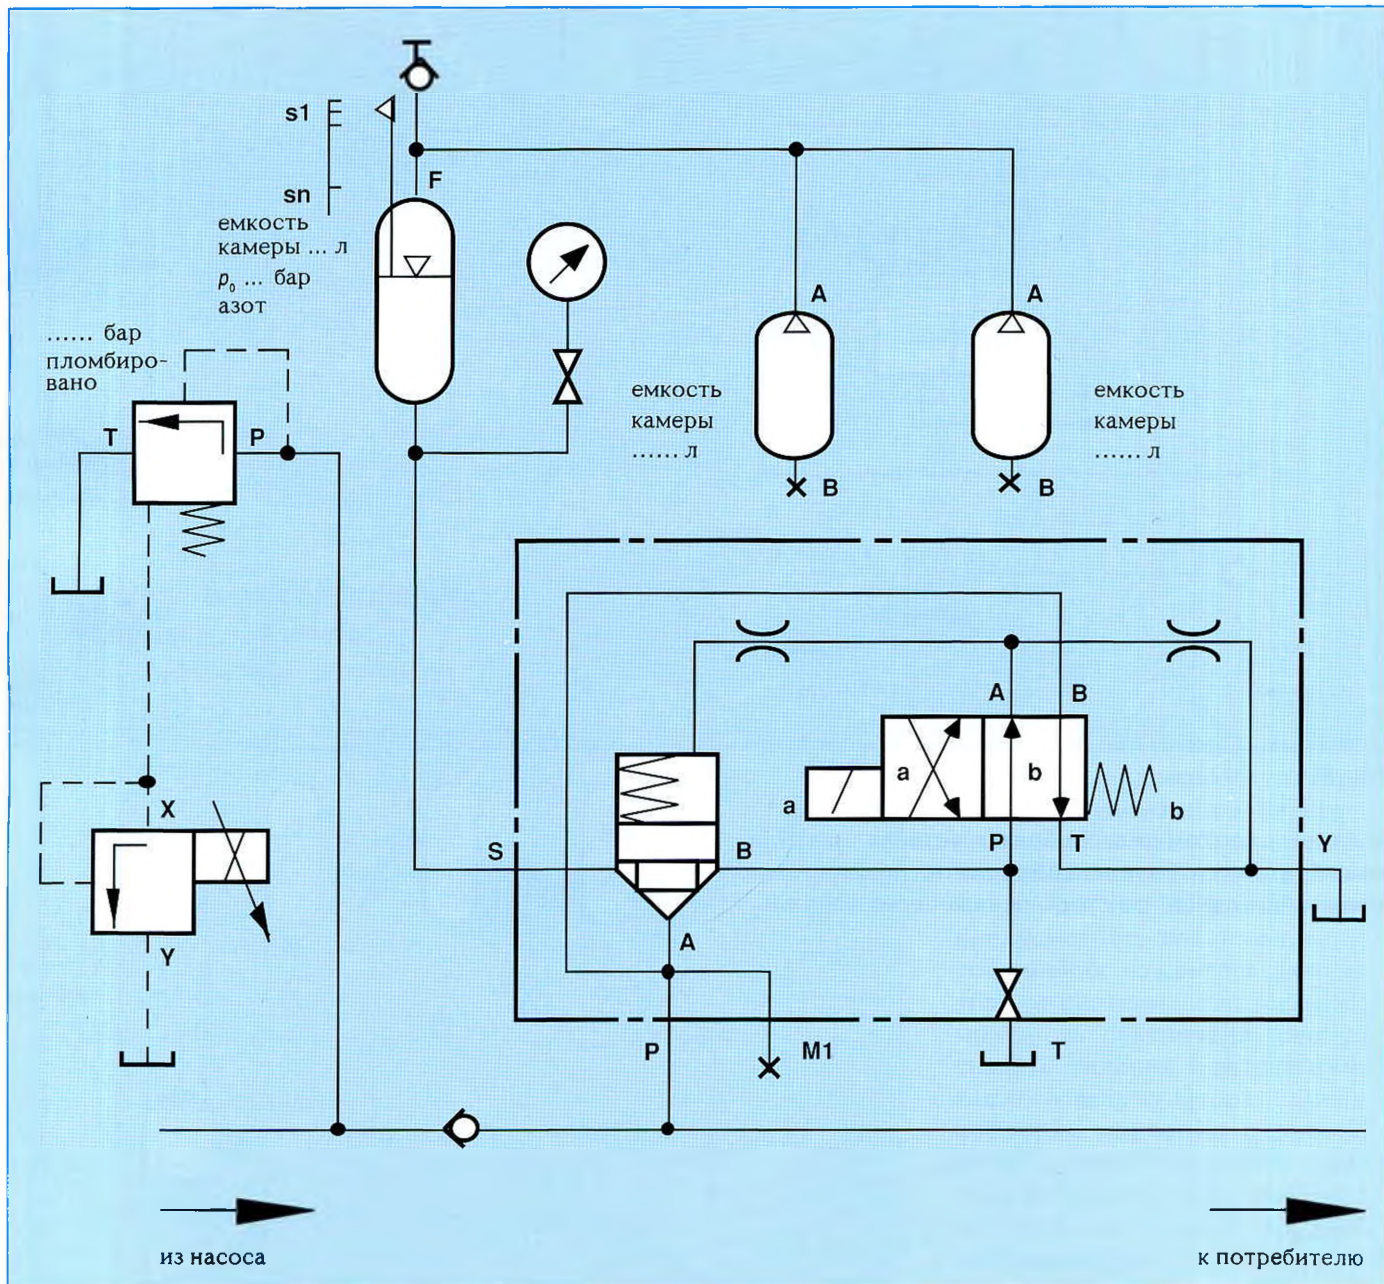 s1
F
sn
емкость
камеры ... л
p₀ ... бар
азот
...... бар
пломбиро-
вано
T
P
A
A
емкость
камеры
...... л
емкость
камеры
...... л
B
B
A
B
a
b
a
b
P
T
S
B
Y
X
Y
A
P
M1
T
из насоса
к потребителю